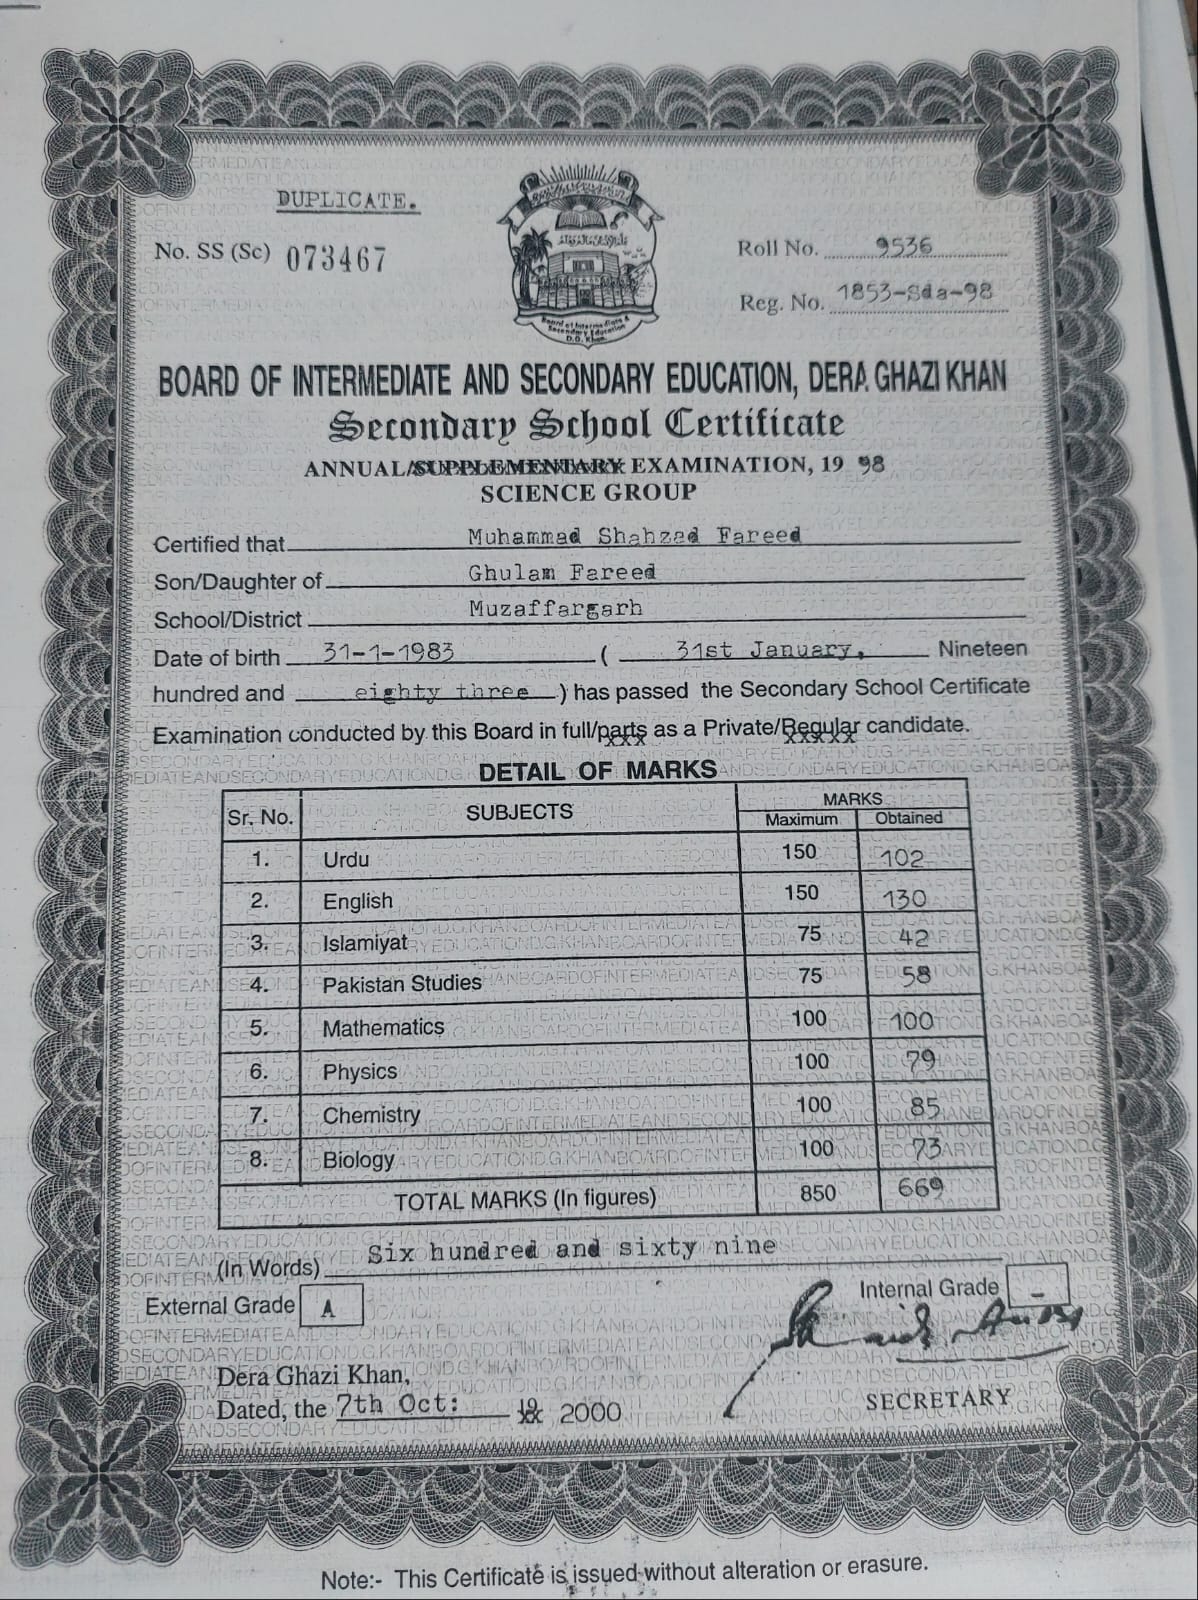 DUPLICATE.
No. SS (Sc) 073467
Roll No. 9536
Reg. No. 1853-Sda-98
Board of Intermediate &
Secondary Education
D.G. Khan.
BOARD OF INTERMEDIATE AND SECONDARY EDUCATION, DERA GHAZI KHAN
Secondary School Certificate
ANNUAL/SUPPLEMENTARY EXAMINATION, 19 98
SCIENCE GROUP
Certified that Muhammad Shahzad Fareed
Son/Daughter of Ghulam Fareed
School/District Muzaffargarh
Date of birth 31-1-1983 ( 31st January, Nineteen
hundred and eighty three ) has passed the Secondary School Certificate
Examination conducted by this Board in full/parts as a Private/Regular candidate.
DETAIL OF MARKS
Sr. No. SUBJECTS MARKS
Maximum Obtained
1. Urdu 150 102
2. English 150 130
3. Islamiyat 75 42
4. Pakistan Studies 75 58
5. Mathematics 100 100
6. Physics 100 79
7. Chemistry 100 85
8. Biology 100 73
TOTAL MARKS (In figures) 850 669
(In Words) Six hundred and sixty nine
External Grade A
Internal Grade -
Dera Ghazi Khan,
Dated, the 7th Oct: 2000
SECRETARY
Note:- This Certificate is issued without alteration or erasure.